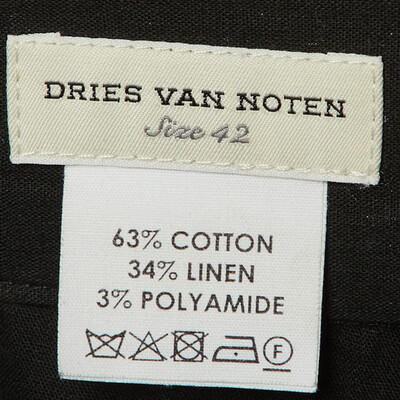 DRIES VAN NOTEN
Size 42
63% COTTON
34% LINEN
3% POLYAMIDE
F